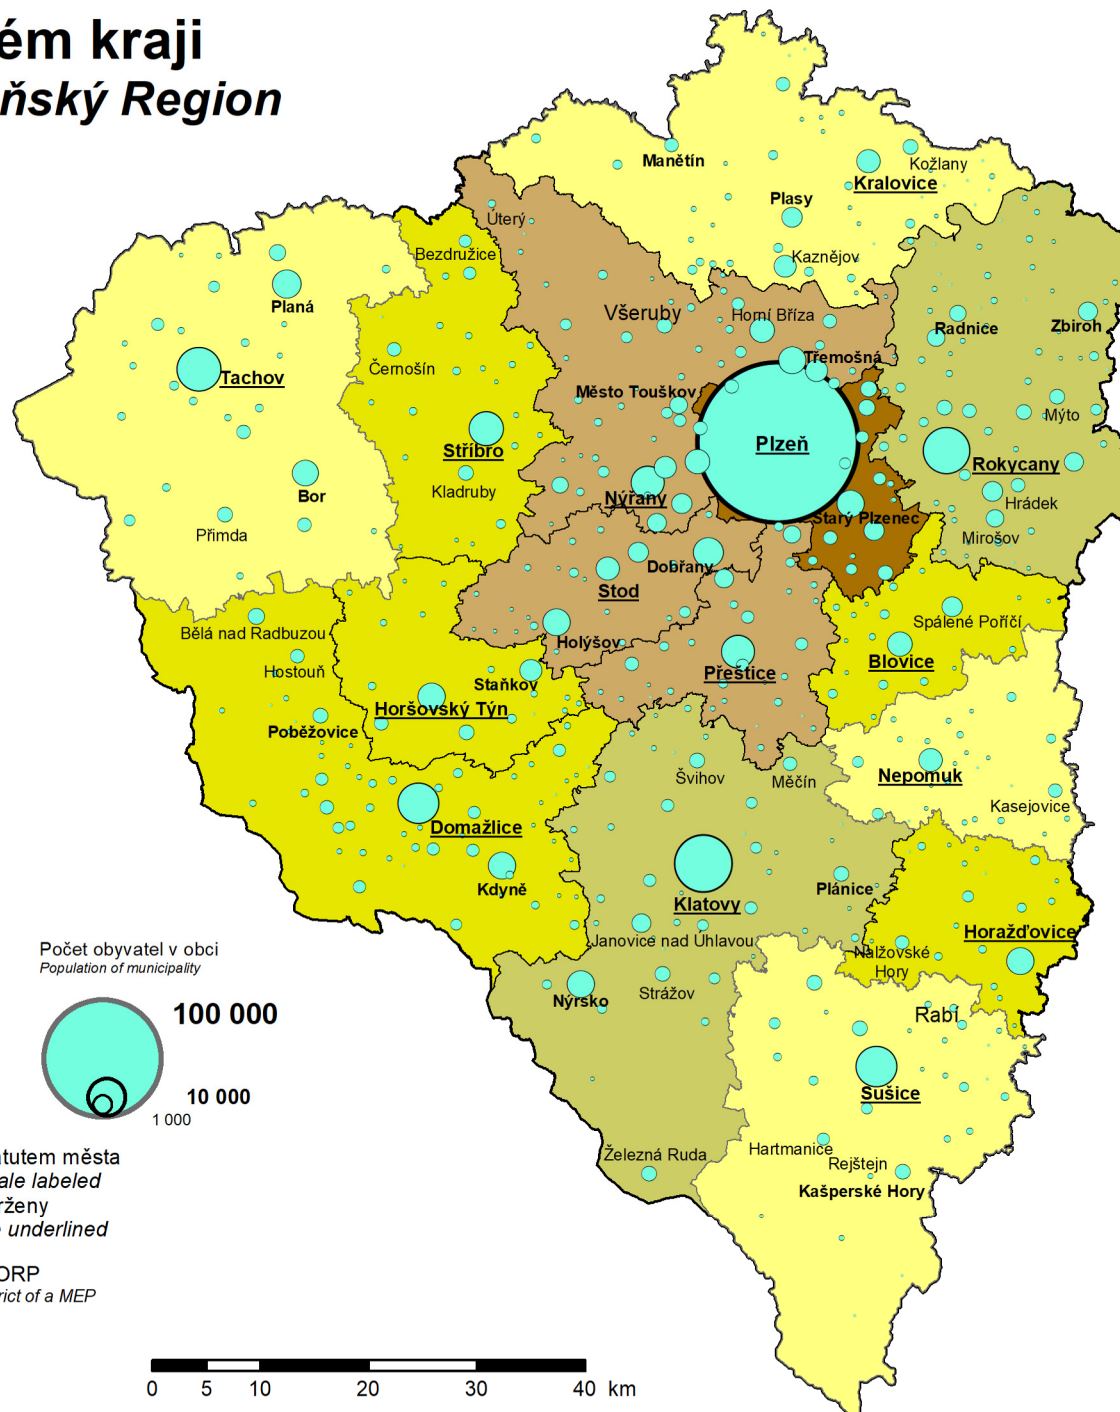 ém kraji
ňský Region
Manětín
Kožlany
Kralovice
Plasy
Úterý
Bezdružice
Kaznějov
Planá
Všeruby
Horní Bříza
Radnice
Zbiroh
Třemošná
Černošín
Tachov
Město Touškov
Mýto
Plzeň
Stříbro
Rokycany
Kladruby
Bor
Nýřany
Hrádek
Starý Plzenec
Přimda
Mirošov
Dobřany
Stod
Spálené Poříčí
Bělá nad Radbuzou
Holýšov
Blovice
Hostouň
Přeštice
Staňkov
Horšovský Týn
Poběžovice
Švihov
Měčín
Nepomuk
Kasejovice
Domažlice
Kdyně
Plánice
Klatovy
Horažďovice
Janovice nad Úhlavou
Nalžovské
Hory
Počet obyvatel v obci
Population of municipality
Nýrsko
Strážov
100 000
Rabí
10 000
Sušice
1 000
Hartmanice
Železná Ruda
tutem města
Rejštejn
ale labeled
Kašperské Hory
rženy
underlined
ORP
rict of a MEP
0 5 10 20 30 40 km